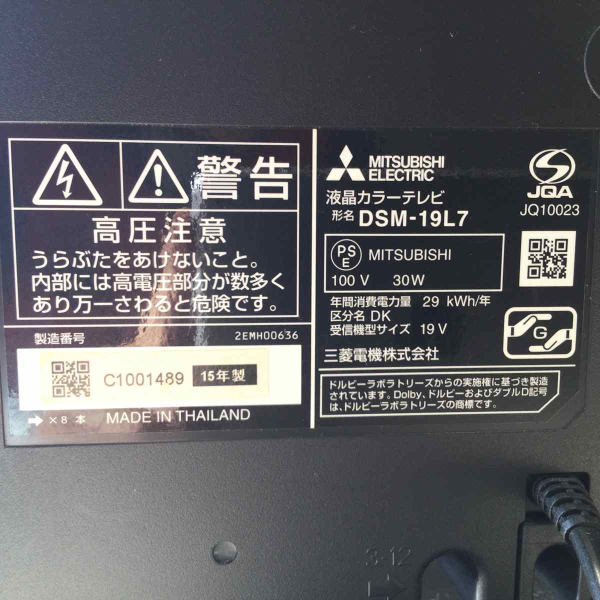 警告
高圧注意
うらぶたをあけないこと。
内部には高電圧部分が数多く
あり万一さわると危険です。
製造番号 2EMH00636
C1001489 15年製
→ ×8 本 MADE IN THAILAND
MITSUBISHI
ELECTRIC
液晶カラーテレビ
形名 DSM-19L7
JQA
JQ10023
PS
E
MITSUBISHI
100 V 30W
年間消費電力量 29 kWh/年
区分名 DK
受信機型サイズ 19V
G
三菱電機株式会社
ドルビーラボラトリーズからの実施権に基づき製造
されています。Dolby、ドルビーおよびダブルD記号
は、ドルビーラボラトリーズの商標です。
3-12